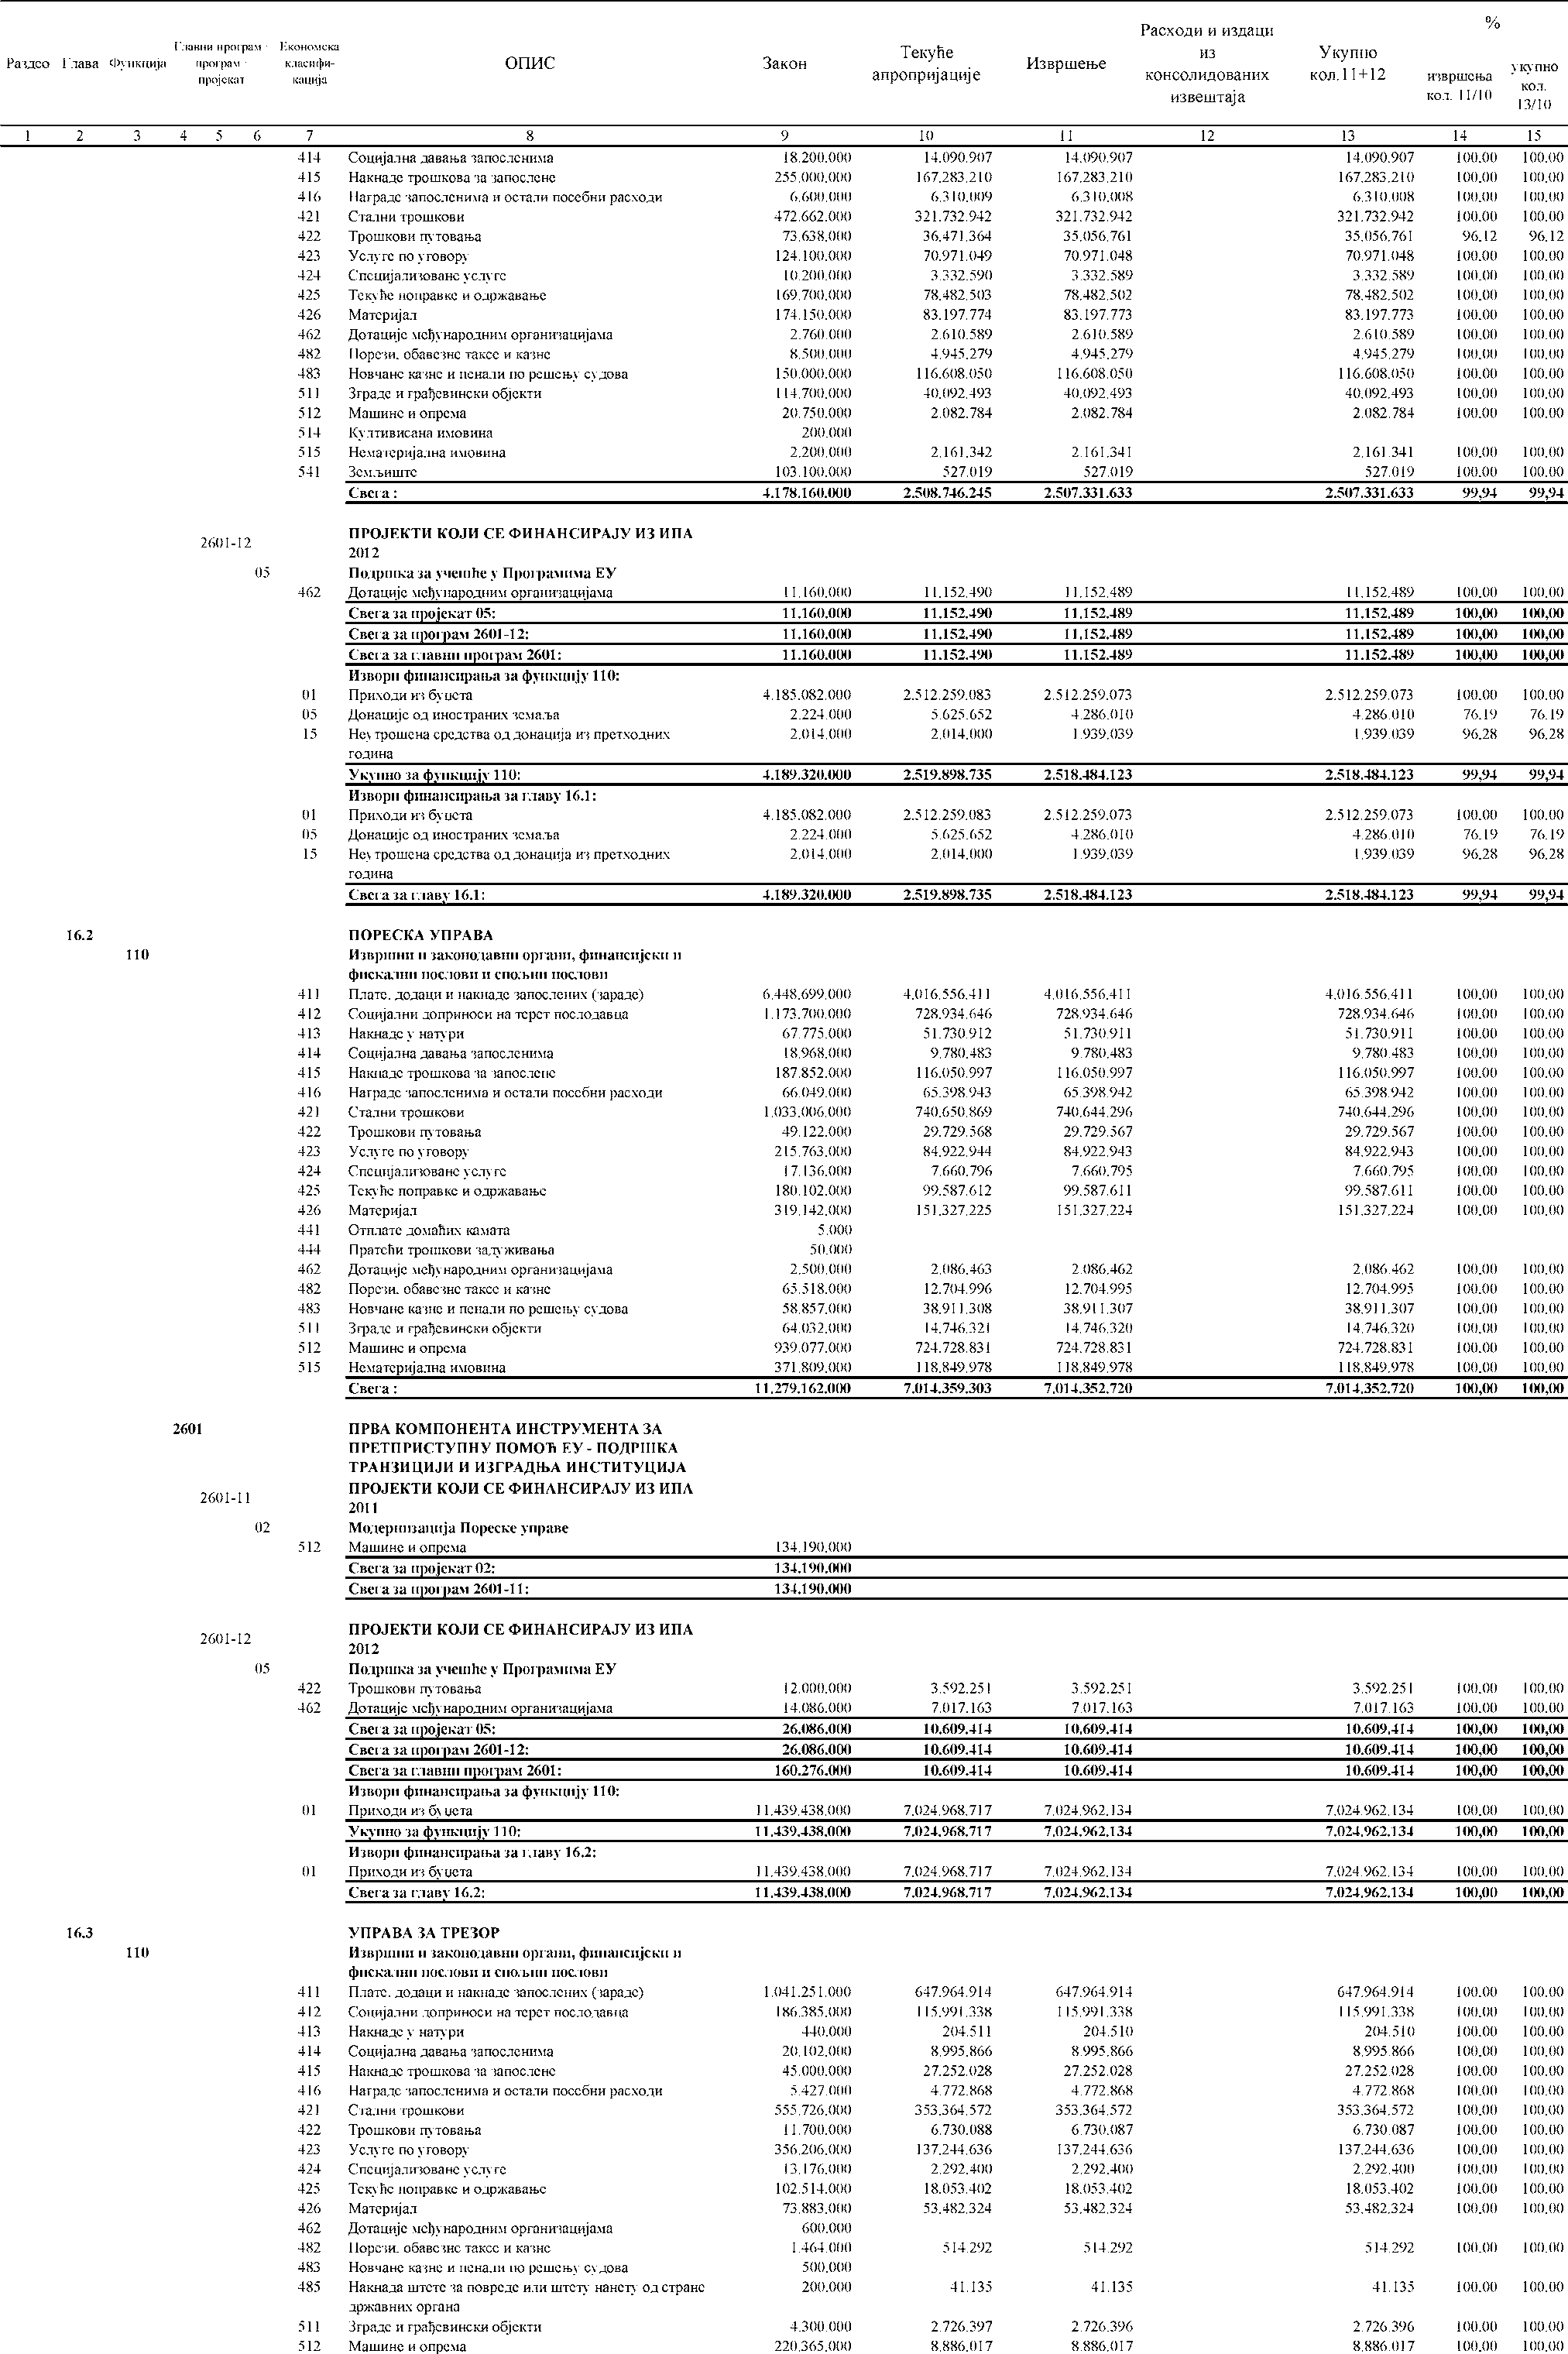 Раздео Глава Функција Главни програм - програм - пројекат Економска класифи- кација ОПИС Закон Текуће апропријације Извршење Расходи и издаци из консолидованих извештаја Укупно кол.11+12 % извршења кол. 11/10 укупно кол. 13/10
1 2 3 4 5 6 7 8 9 10 11 12 13 14 15
414 Социјална давања запосленима 18.200.000 14.090.907 14.090.907 14.090.907 100,00 100,00
415 Накнаде трошкова за запослене 255.000.000 167.283.210 167.283.210 167.283.210 100,00 100,00
416 Награде запосленима и остали посебни расходи 6.600.000 6.310.009 6.310.008 6.310.008 100,00 100,00
421 Стални трошкови 472.662.000 321.732.942 321.732.942 321.732.942 100,00 100,00
422 Трошкови путовања 73.638.000 36.471.364 35.056.761 35.056.761 96,12 96,12
423 Услуге по уговору 124.100.000 70.971.049 70.971.048 70.971.048 100,00 100,00
424 Специјализоване услуге 10.200.000 3.332.590 3.332.589 3.332.589 100,00 100,00
425 Текуће поправке и одржавање 169.700.000 78.482.503 78.482.502 78.482.502 100,00 100,00
426 Материјал 174.150.000 83.197.774 83.197.773 83.197.773 100,00 100,00
462 Дотације међународним организацијама 2.760.000 2.610.589 2.610.589 2.610.589 100,00 100,00
482 Порези, обавезне таксе и казне 8.500.000 4.945.279 4.945.279 4.945.279 100,00 100,00
483 Новчане казне и пенали по решењу судова 150.000.000 116.608.050 116.608.050 116.608.050 100,00 100,00
511 Зграде и грађевински објекти 114.700.000 40.092.493 40.092.493 40.092.493 100,00 100,00
512 Машине и опрема 20.750.000 2.082.784 2.082.784 2.082.784 100,00 100,00
514 Култивисана имовина 200.000
515 Нематеријална имовина 2.200.000 2.161.342 2.161.341 2.161.341 100,00 100,00
541 Земљиште 103.100.000 527.019 527.019 527.019 100,00 100,00
Свега : 4.178.160.000 2.508.746.245 2.507.331.633 2.507.331.633 99,94 99,94
2601-12 ПРОЈЕКТИ КОЈИ СЕ ФИНАНСИРАЈУ ИЗ ИПА
2012
05 Подршка за учешће у Програмима ЕУ
462 Дотације међународним организацијама 11.160.000 11.152.490 11.152.489 11.152.489 100,00 100,00
Свега за пројекат 05: 11.160.000 11.152.490 11.152.489 11.152.489 100,00 100,00
Свега за програм 2601-12: 11.160.000 11.152.490 11.152.489 11.152.489 100,00 100,00
Свега за главни програм 2601: 11.160.000 11.152.490 11.152.489 11.152.489 100,00 100,00
Извори финансирања за функцију 110:
01 Приходи из буџета 4.185.082.000 2.512.259.083 2.512.259.073 2.512.259.073 100,00 100,00
05 Донације од иностраних земаља 2.224.000 5.625.652 4.286.010 4.286.010 76,19 76,19
15 Неутрошена средства од донација из претходних 2.014.000 2.014.000 1.939.039 1.939.039 96,28 96,28
година
Укупно за функцију 110: 4.189.320.000 2.519.898.735 2.518.484.123 2.518.484.123 99,94 99,94
Извори финансирања за главу 16.1:
01 Приходи из буџета 4.185.082.000 2.512.259.083 2.512.259.073 2.512.259.073 100,00 100,00
05 Донације од иностраних земаља 2.224.000 5.625.652 4.286.010 4.286.010 76,19 76,19
15 Неутрошена средства од донација из претходних 2.014.000 2.014.000 1.939.039 1.939.039 96,28 96,28
година
Свега за главу 16.1: 4.189.320.000 2.519.898.735 2.518.484.123 2.518.484.123 99,94 99,94
16.2 ПОРЕСКА УПРАВА
110 Извршни и законодавни органи, финансијски и
фискални послови и спољни послови
411 Плате, додаци и накнаде запослених (зараде) 6.448.699.000 4.016.556.411 4.016.556.411 4.016.556.411 100,00 100,00
412 Социјални доприноси на терет послодавца 1.173.700.000 728.934.646 728.934.646 728.934.646 100,00 100,00
413 Накнаде у натури 67.775.000 51.730.912 51.730.911 51.730.911 100,00 100,00
414 Социјална давања запосленима 18.968.000 9.780.483 9.780.483 9.780.483 100,00 100,00
415 Накнаде трошкова за запослене 187.852.000 116.050.997 116.050.997 116.050.997 100,00 100,00
416 Награде запосленима и остали посебни расходи 66.049.000 65.398.943 65.398.942 65.398.942 100,00 100,00
421 Стални трошкови 1.033.006.000 740.650.869 740.644.296 740.644.296 100,00 100,00
422 Трошкови путовања 49.122.000 29.729.568 29.729.567 29.729.567 100,00 100,00
423 Услуге по уговору 215.763.000 84.922.944 84.922.943 84.922.943 100,00 100,00
424 Специјализоване услуге 17.136.000 7.660.796 7.660.795 7.660.795 100,00 100,00
425 Текуће поправке и одржавање 180.102.000 99.587.612 99.587.611 99.587.611 100,00 100,00
426 Материјал 319.142.000 151.327.225 151.327.224 151.327.224 100,00 100,00
441 Отплате домаћих камата 5.000
444 Пратећи трошкови задуживања 50.000
462 Дотације међународним организацијама 2.500.000 2.086.463 2.086.462 2.086.462 100,00 100,00
482 Порези, обавезне таксе и казне 65.518.000 12.704.996 12.704.995 12.704.995 100,00 100,00
483 Новчане казне и пенали по решењу судова 58.857.000 38.911.308 38.911.307 38.911.307 100,00 100,00
511 Зграде и грађевински објекти 64.032.000 14.746.321 14.746.320 14.746.320 100,00 100,00
512 Машине и опрема 939.077.000 724.728.831 724.728.831 724.728.831 100,00 100,00
515 Нематеријална имовина 371.809.000 118.849.978 118.849.978 118.849.978 100,00 100,00
Свега : 11.279.162.000 7.014.359.303 7.014.352.720 7.014.352.720 100,00 100,00
2601 ПРВА КОМПОНЕНТА ИНСТРУМЕНТА ЗА
ПРЕТПРИСТУПНУ ПОМОЋ ЕУ - ПОДРШКА
ТРАНЗИЦИЈИ И ИЗГРАДЊА ИНСТИТУЦИЈА
2601-11 ПРОЈЕКТИ КОЈИ СЕ ФИНАНСИРАЈУ ИЗ ИПА
2011
02 Модернизација Пореске управе
512 Машине и опрема 134.190.000
Свега за пројекат 02: 134.190.000
Свега за програм 2601-11: 134.190.000
2601-12 ПРОЈЕКТИ КОЈИ СЕ ФИНАНСИРАЈУ ИЗ ИПА
2012
05 Подршка за учешће у Програмима ЕУ
422 Трошкови путовања 12.000.000 3.592.251 3.592.251 3.592.251 100,00 100,00
462 Дотације међународним организацијама 14.086.000 7.017.163 7.017.163 7.017.163 100,00 100,00
Свега за пројекат 05: 26.086.000 10.609.414 10.609.414 10.609.414 100,00 100,00
Свега за програм 2601-12: 26.086.000 10.609.414 10.609.414 10.609.414 100,00 100,00
Свега за главни програм 2601: 160.276.000 10.609.414 10.609.414 10.609.414 100,00 100,00
Извори финансирања за функцију 110:
01 Приходи из буџета 11.439.438.000 7.024.968.717 7.024.962.134 7.024.962.134 100,00 100,00
Укупно за функцију 110: 11.439.438.000 7.024.968.717 7.024.962.134 7.024.962.134 100,00 100,00
Извори финансирања за главу 16.2:
01 Приходи из буџета 11.439.438.000 7.024.968.717 7.024.962.134 7.024.962.134 100,00 100,00
Свега за главу 16.2: 11.439.438.000 7.024.968.717 7.024.962.134 7.024.962.134 100,00 100,00
16.3 УПРАВА ЗА ТРЕЗОР
110 Извршни и законодавни органи, финансијски и
фискални послови и спољни послови
411 Плате, додаци и накнаде запослених (зараде) 1.041.251.000 647.964.914 647.964.914 647.964.914 100,00 100,00
412 Социјални доприноси на терет послодавца 186.385.000 115.991.338 115.991.338 115.991.338 100,00 100,00
413 Накнаде у натури 440.000 204.511 204.510 204.510 100,00 100,00
414 Социјална давања запосленима 20.102.000 8.995.866 8.995.866 8.995.866 100,00 100,00
415 Накнаде трошкова за запослене 45.000.000 27.252.028 27.252.028 27.252.028 100,00 100,00
416 Награде запосленима и остали посебни расходи 5.427.000 4.772.868 4.772.868 4.772.868 100,00 100,00
421 Стални трошкови 555.726.000 353.364.572 353.364.572 353.364.572 100,00 100,00
422 Трошкови путовања 11.700.000 6.730.088 6.730.087 6.730.087 100,00 100,00
423 Услуге по уговору 356.206.000 137.244.636 137.244.636 137.244.636 100,00 100,00
424 Специјализоване услуге 13.176.000 2.292.400 2.292.400 2.292.400 100,00 100,00
425 Текуће поправке и одржавање 102.514.000 18.053.402 18.053.402 18.053.402 100,00 100,00
426 Материјал 73.883.000 53.482.324 53.482.324 53.482.324 100,00 100,00
462 Дотације међународним организацијама 600.000
482 Порези, обавезне таксе и казне 1.464.000 514.292 514.292 514.292 100,00 100,00
483 Новчане казне и пенали по решењу судова 500.000
485 Накнада штете за повреде или штету нанету од стране 200.000 41.135 41.135 41.135 100,00 100,00
државних органа
511 Зграде и грађевински објекти 4.300.000 2.726.397 2.726.396 2.726.396 100,00 100,00
512 Машине и опрема 220.365.000 8.886.017 8.886.017 8.886.017 100,00 100,00